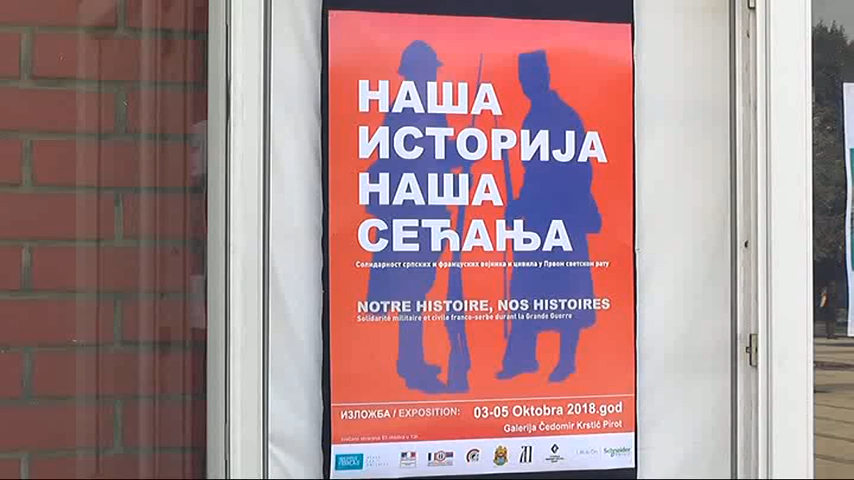 НАША
ИСТОРИЈА
НАША
СЕЋАЊА
Солидарност српских и француских војника и цивила у Првом светском рату
NOTRE HISTOIRE, NOS HISTOIRES
Solidarité militaire et civile franco-serbe durant la Grande Guerre
ИЗЛОЖБА / EXPOSITION: 03-05 Oktobra 2018.god
Galerija Čedomir Krstić Pirot
Schneider